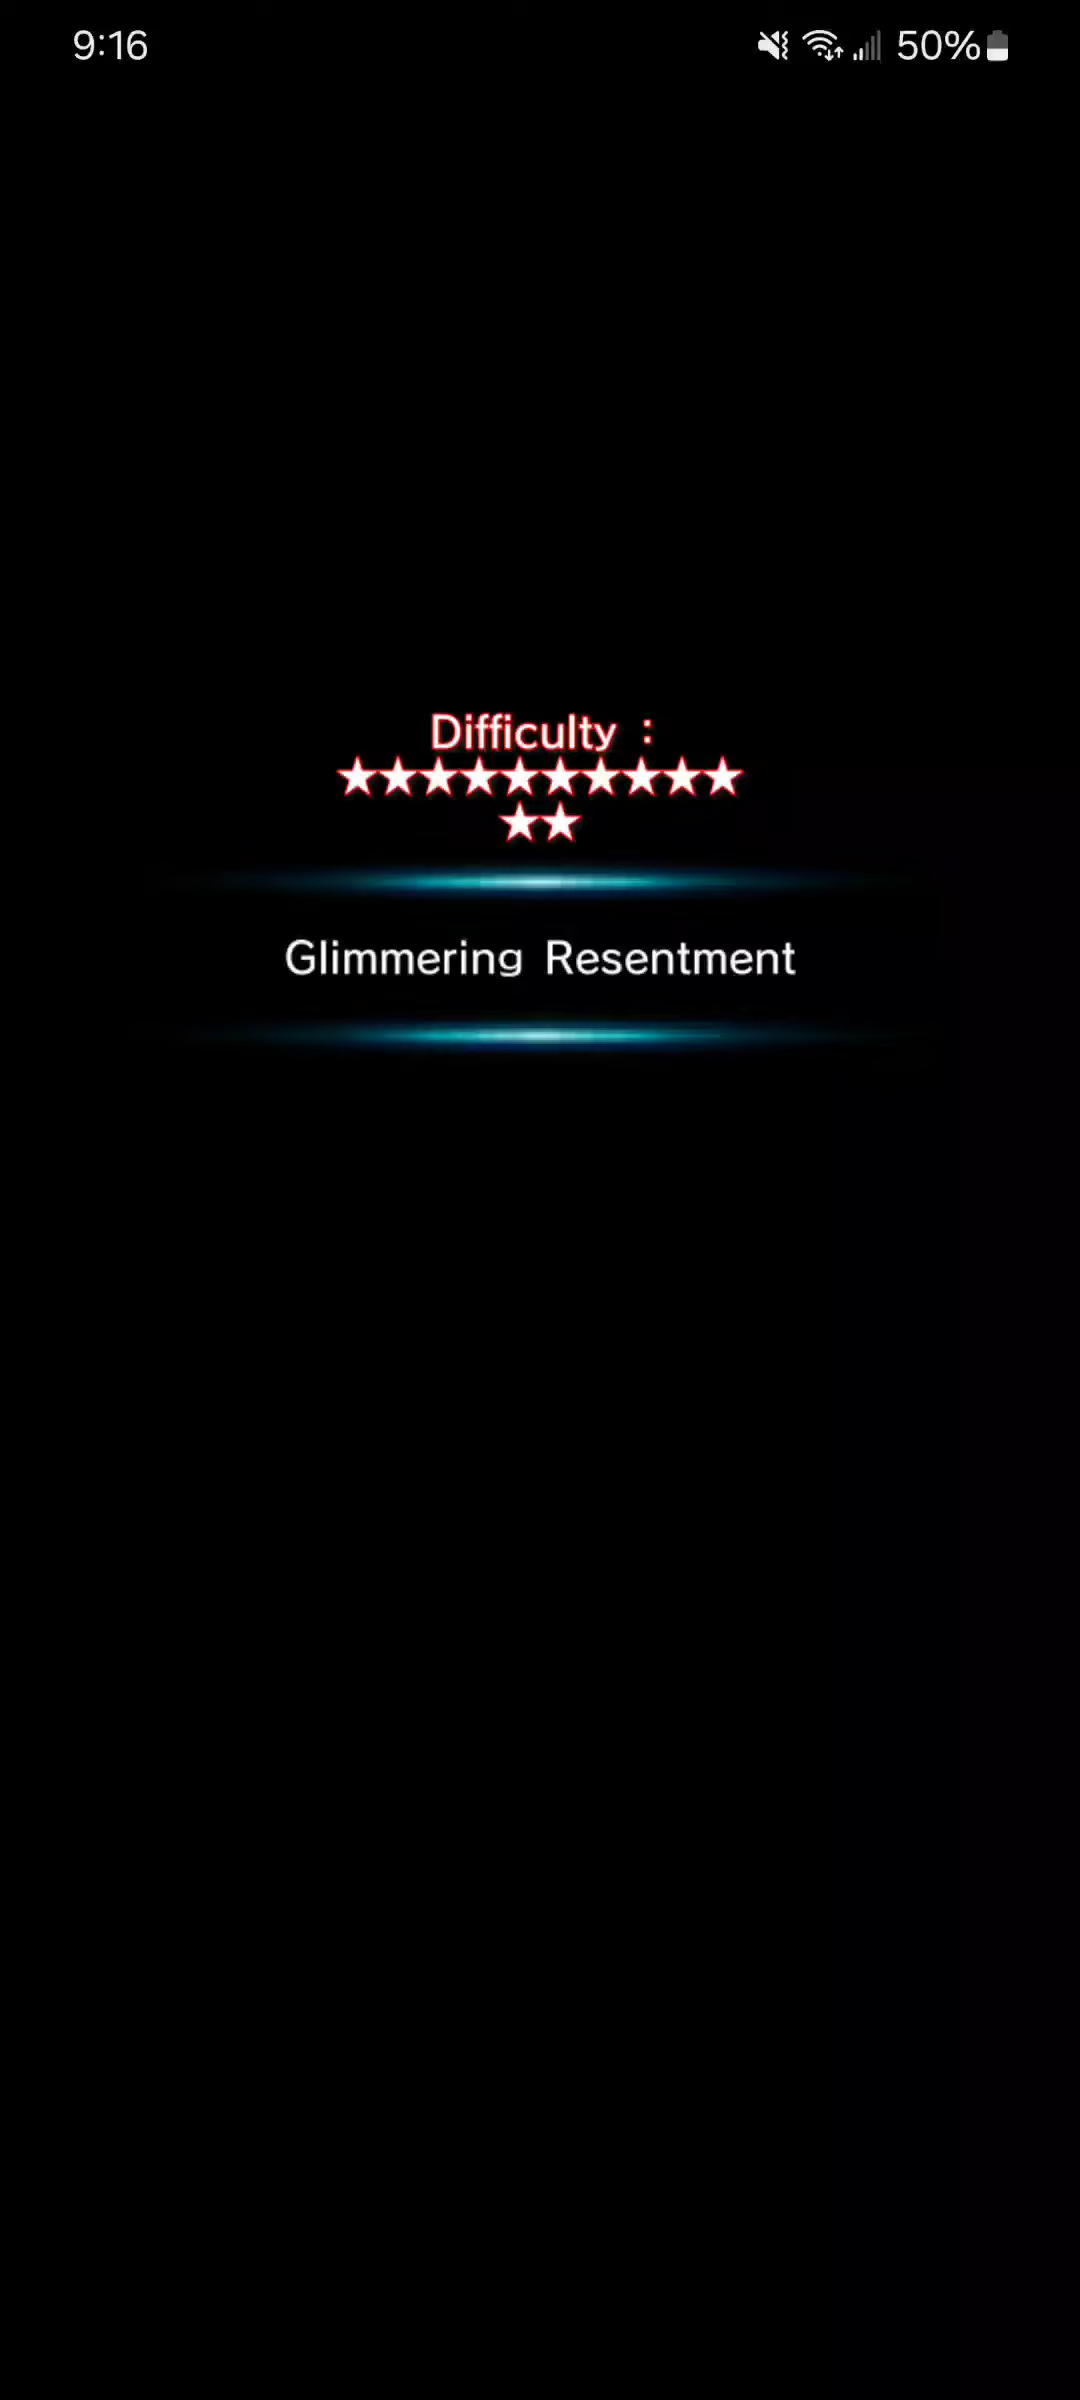 9:16 50%
Difficulty :
★★★★★★★★★★
★★
Glimmering Resentment